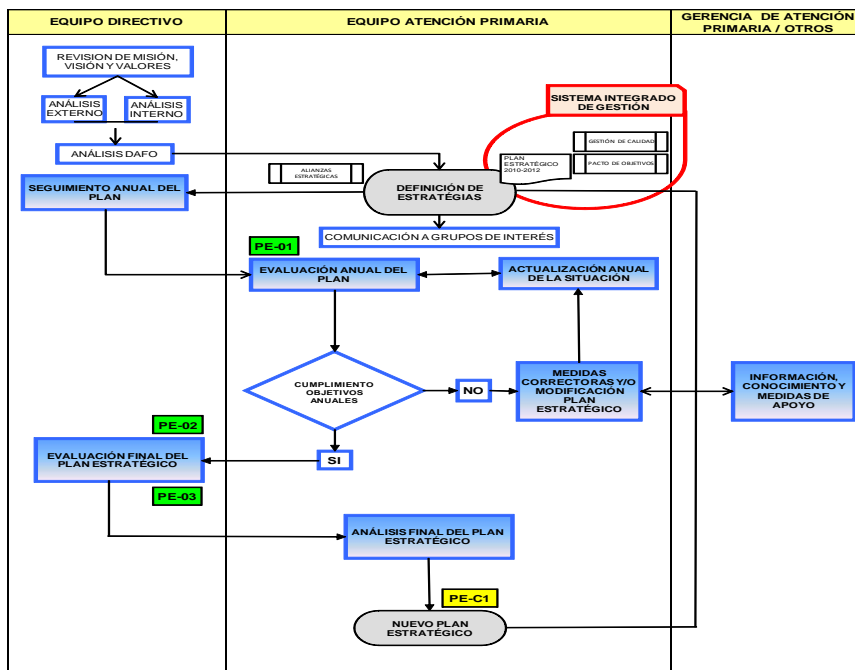 EQUIPO DIRECTIVO
EQUIPO ATENCIÓN PRIMARIA
GERENCIA DE ATENCIÓN
PRIMARIA / OTROS
REVISION DE MISIÓN,
VISIÓN Y VALORES
ANÁLISIS
EXTERNO
ANÁLISIS
INTERNO
ANÁLISIS DAFO
SISTEMA INTEGRADO
DE GESTIÓN
GESTIÓN DE CALIDAD
PLAN
ESTRATÉGICO
2010-2012
PACTO DE OBJETIVOS
ALIANZAS
ESTRATÉGICAS
DEFINICIÓN DE
ESTRATÉGIAS
SEGUIMIENTO ANUAL DEL
PLAN
COMUNICACIÓN A GRUPOS DE INTERÉS
PE-01
EVALUACIÓN ANUAL DEL
PLAN
ACTUALIZACIÓN ANUAL
DE LA SITUACIÓN
CUMPLIMIENTO
OBJETIVOS
ANUALES
NO
MEDIDAS
CORRECTORAS Y/O
MODIFICACIÓN
PLAN
ESTRATÉGICO
INFORMACIÓN,
CONOCIMIENTO Y
MEDIDAS DE
APOYO
PE-02
SI
EVALUACIÓN FINAL DEL
PLAN ESTRATÉGICO
PE-03
ANÁLISIS FINAL DEL PLAN
ESTRATÉGICO
PE-C1
NUEVO PLAN
ESTRATÉGICO